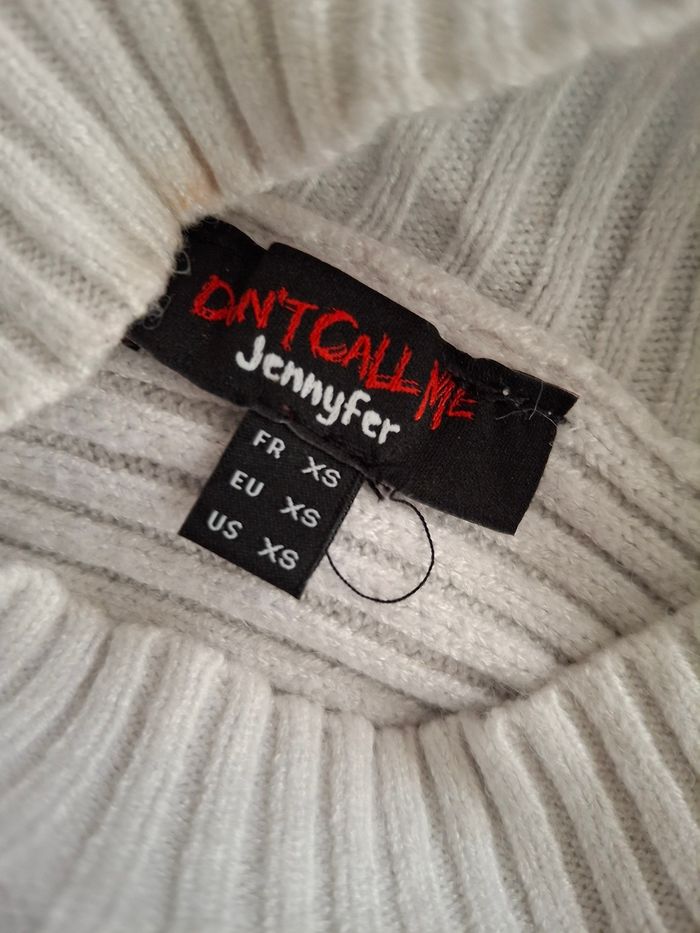 DON'T CALL ME
Jennyfer
FR XS
EU XS
US XS